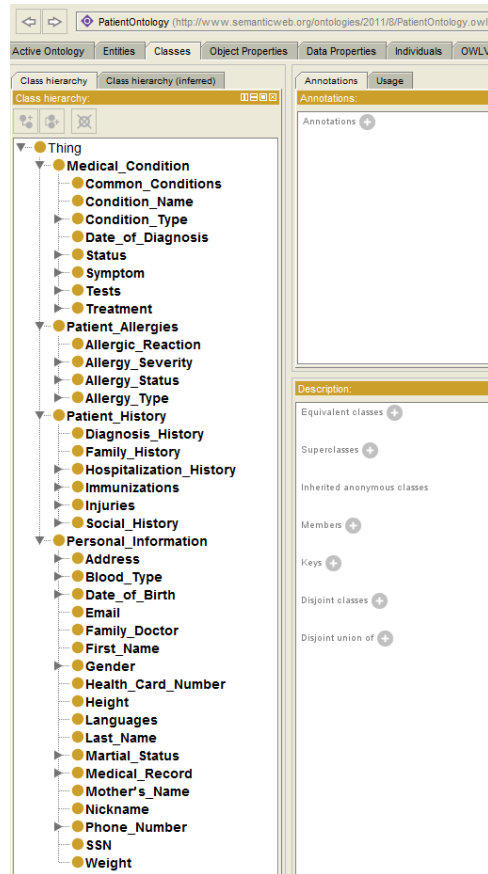 PatientOntology (http://www.semanticweb.org/ontologies/2011/8/PatientOntology.owl
Active Ontology Entities Classes Object Properties Data Properties Individuals OWLV
Class hierarchy Class hierarchy (inferred)
Class hierarchy:
Thing
Medical_Condition
Common_Conditions
Condition_Name
Condition_Type
Date_of_Diagnosis
Status
Symptom
Tests
Treatment
Patient_Allergies
Allergic_Reaction
Allergy_Severity
Allergy_Status
Allergy_Type
Patient_History
Diagnosis_History
Family_History
Hospitalization_History
Immunizations
Injuries
Social_History
Personal_Information
Address
Blood_Type
Date_of_Birth
Email
Family_Doctor
First_Name
Gender
Health_Card_Number
Height
Languages
Last_Name
Martial_Status
Medical_Record
Mother's_Name
Nickname
Phone_Number
SSN
Weight
Annotations Usage
Annotations:
Annotations
Description:
Equivalent classes
Superclasses
Inherited anonymous classes
Members
Keys
Disjoint classes
Disjoint union of